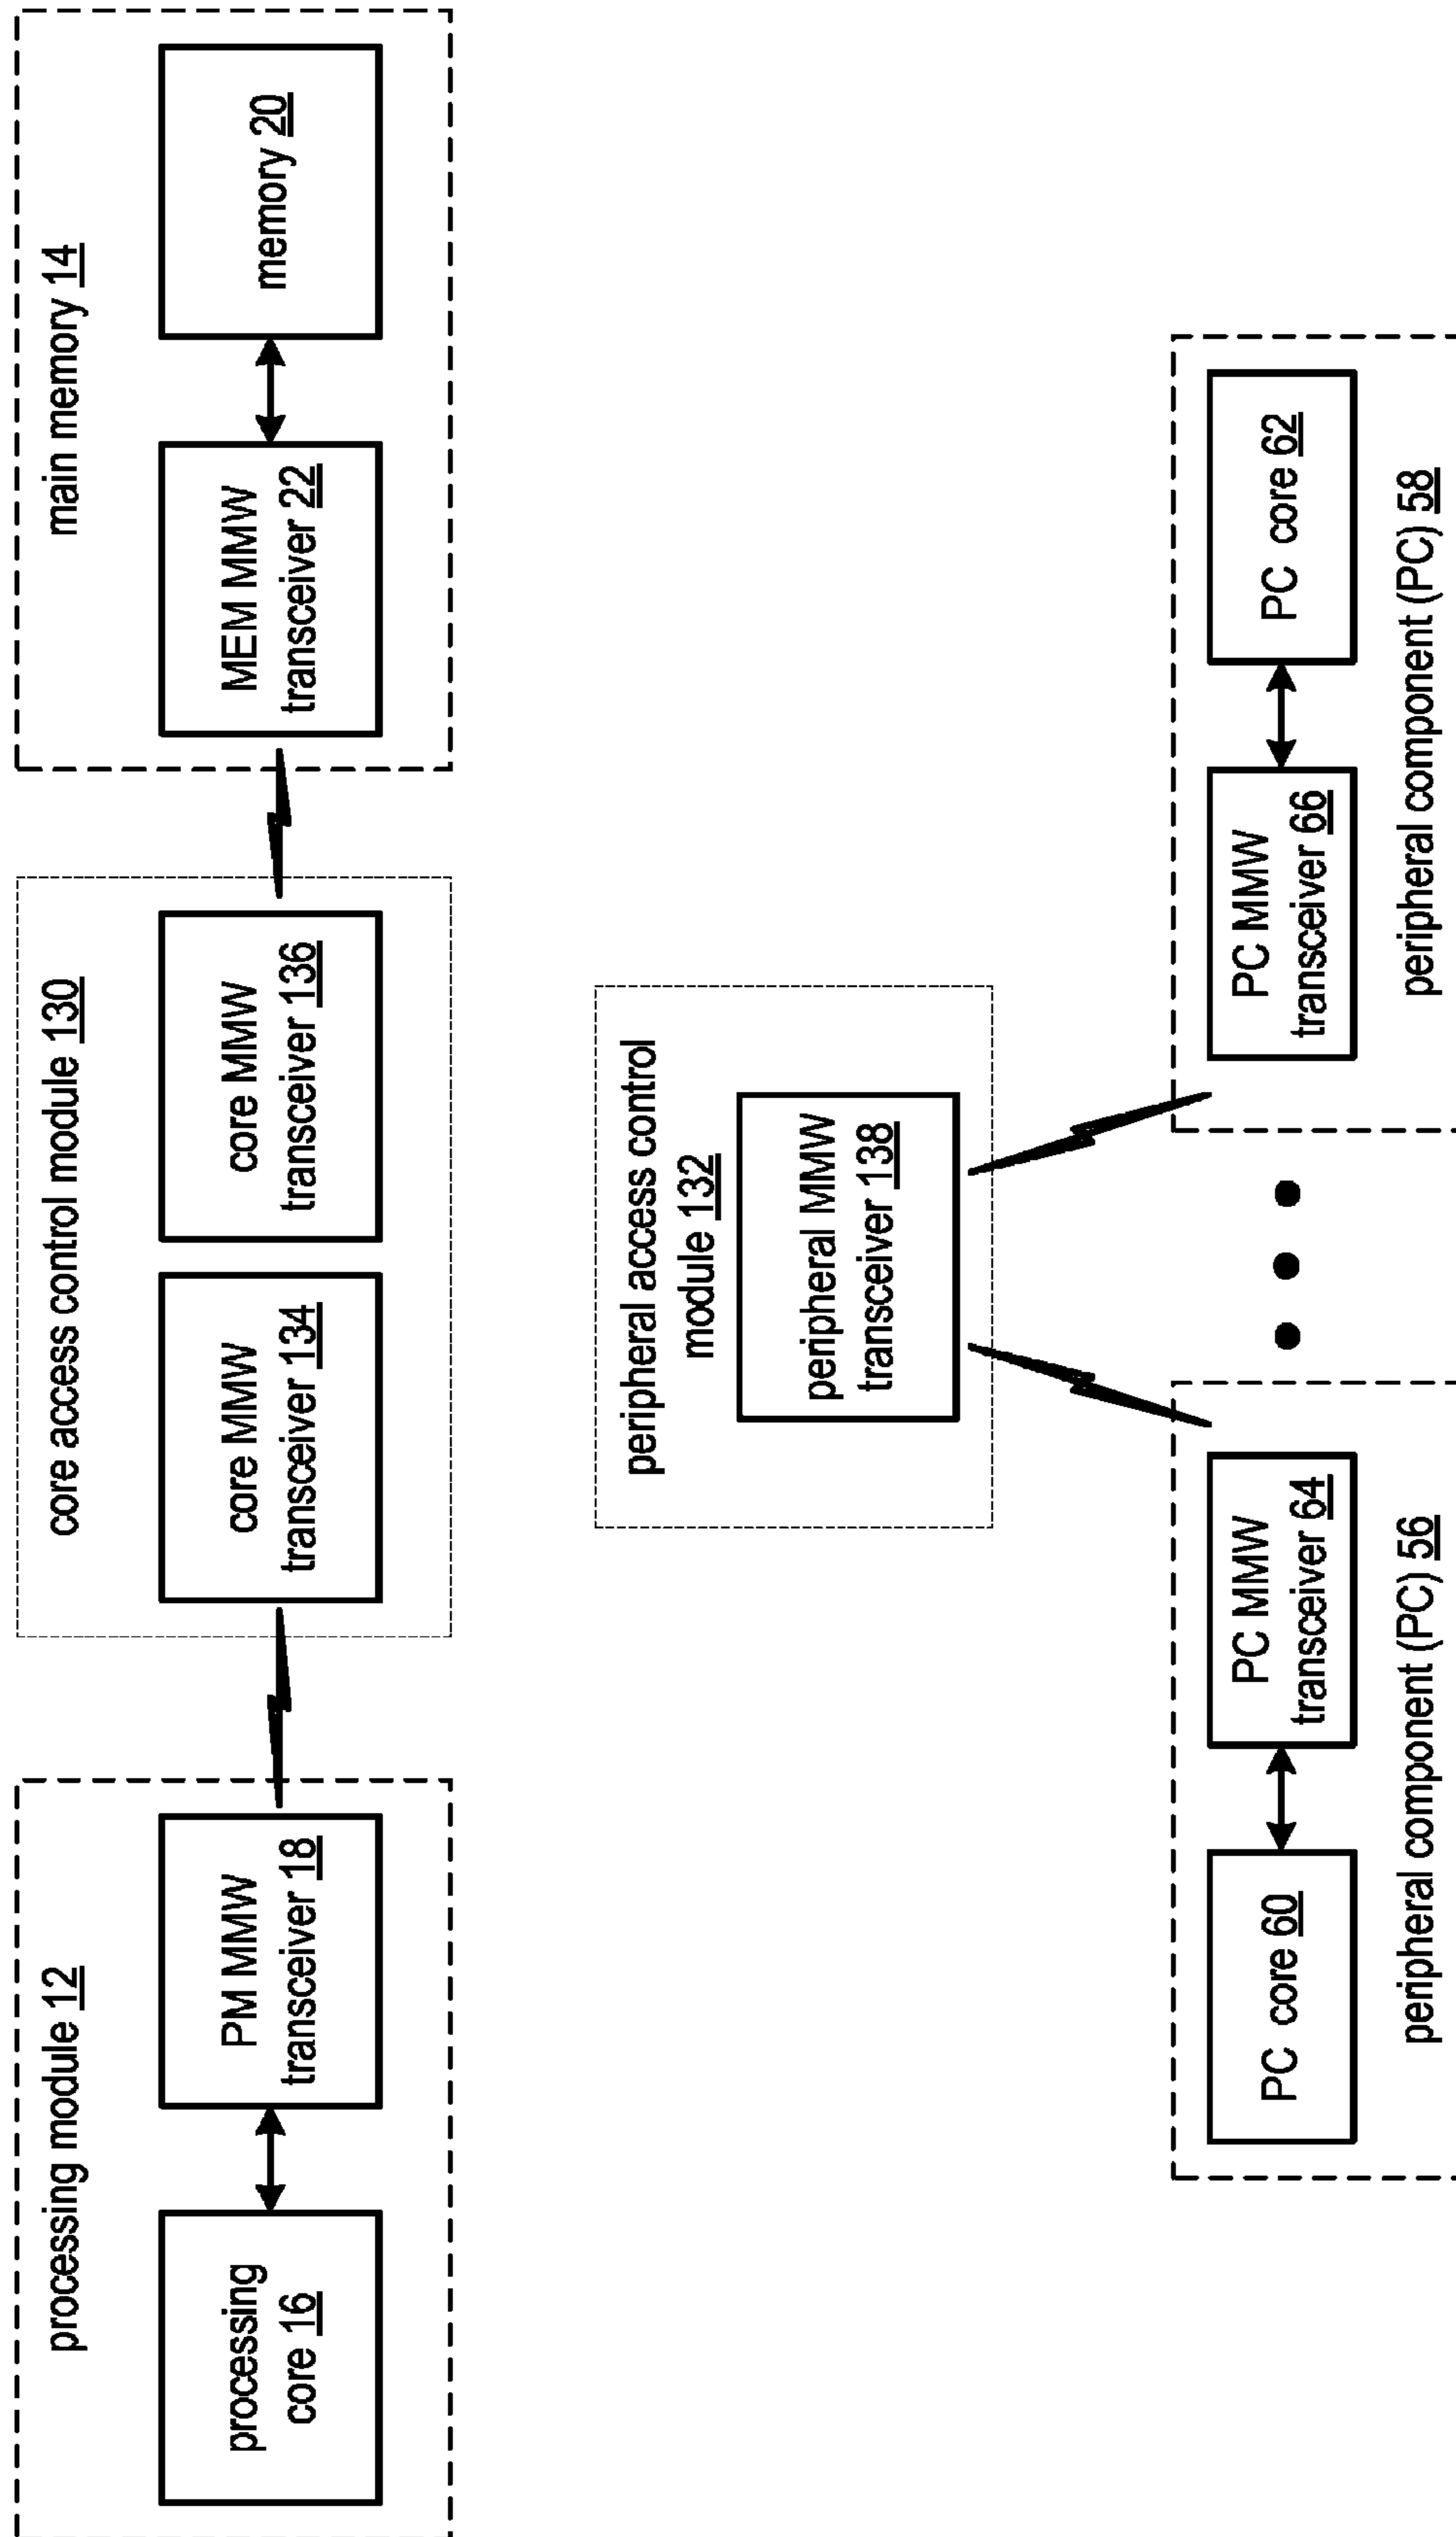 processing module 12
processing
core 16
PM MMW
transceiver 18
core access control module 130
core MMW
transceiver 134
core MMW
transceiver 136
main memory 14
MEM MMW
transceiver 22
memory 20
peripheral access control
module 132
peripheral MMW
transceiver 138
PC core 60
PC MMW
transceiver 64
peripheral component (PC) 56
PC MMW
transceiver 66
PC core 62
peripheral component (PC) 58